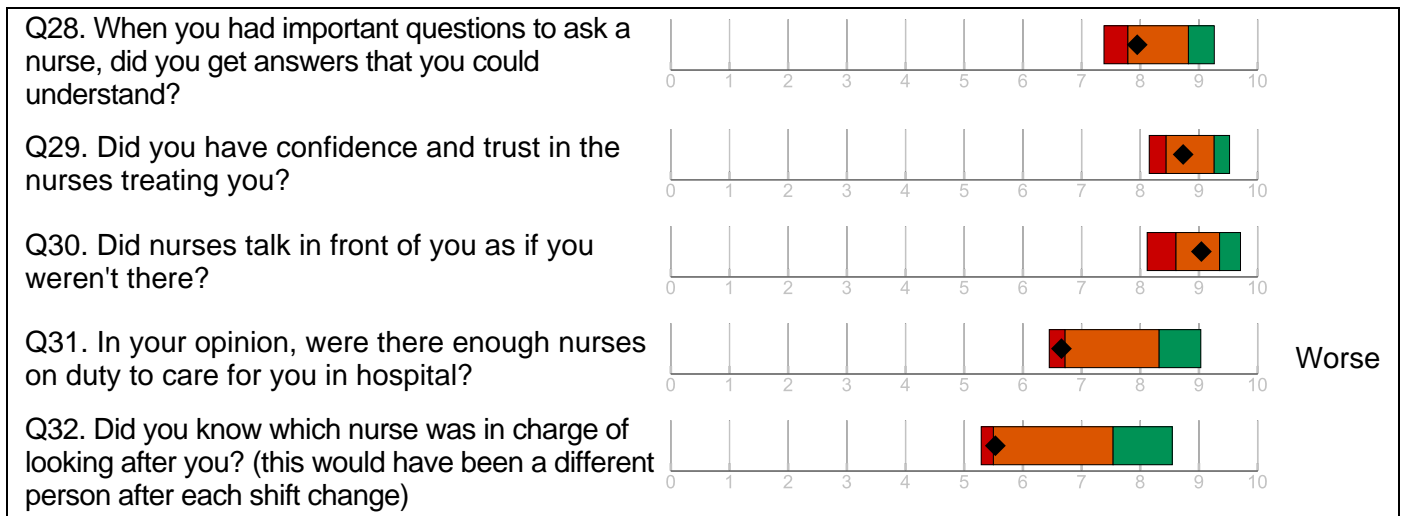 Q28. When you had important questions to ask a
nurse, did you get answers that you could
understand?
0 1 2 3 4 5 6 7 8 9 10
Q29. Did you have confidence and trust in the
nurses treating you?
0 1 2 3 4 5 6 7 8 9 10
Q30. Did nurses talk in front of you as if you
weren't there?
0 1 2 3 4 5 6 7 8 9 10
Q31. In your opinion, were there enough nurses
on duty to care for you in hospital?
0 1 2 3 4 5 6 7 8 9 10
Worse
Q32. Did you know which nurse was in charge of
looking after you? (this would have been a different
person after each shift change)
0 1 2 3 4 5 6 7 8 9 10